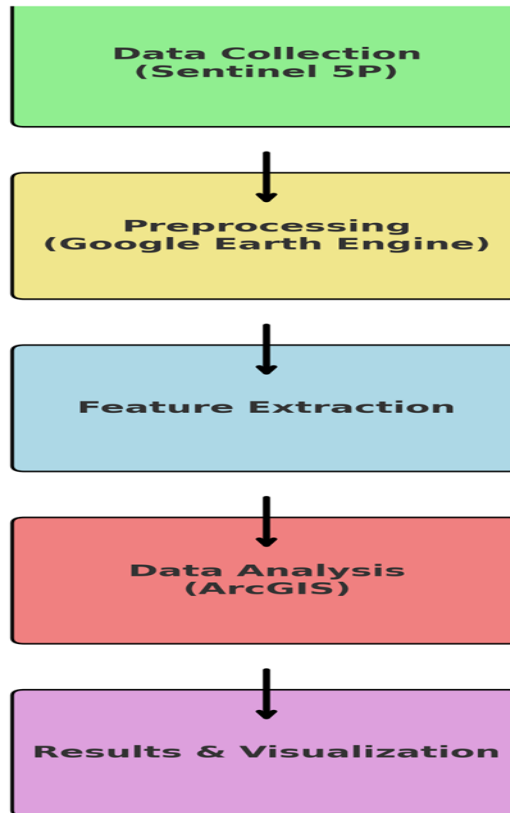 Data Collection
(Sentinel 5P)
Preprocessing
(Google Earth Engine)
Feature Extraction
Data Analysis
(ArcGIS)
Results & Visualization